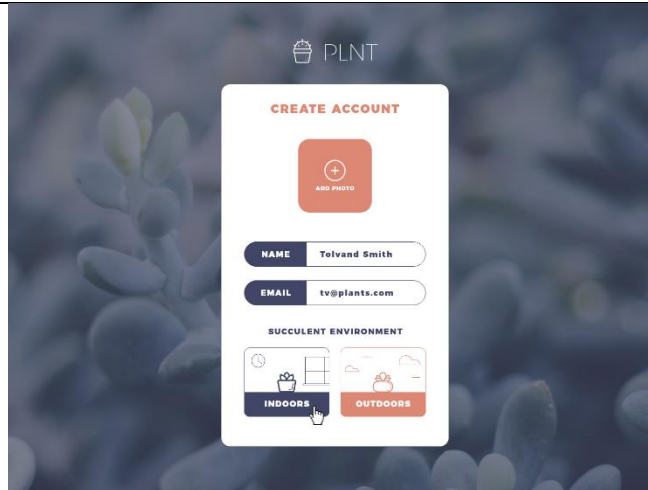 PLNT
CREATE ACCOUNT
ADD PHOTO
NAME Tolvand Smith
EMAIL tv@plants.com
SUCCULENT ENVIRONMENT
INDOORS OUTDOORS